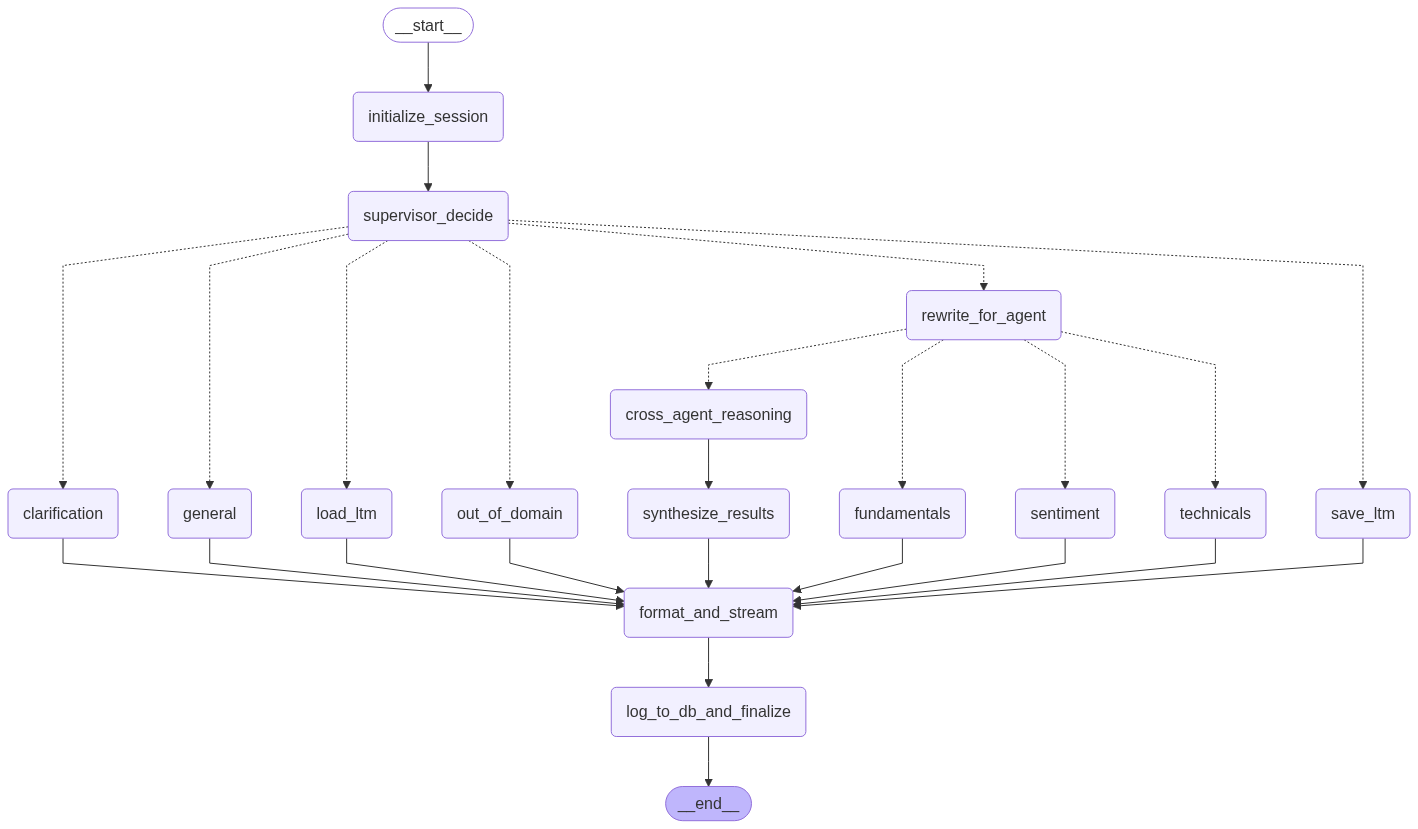 __start__
initialize_session
supervisor_decide
rewrite_for_agent
cross_agent_reasoning
clarification
general
load_ltm
out_of_domain
synthesize_results
fundamentals
sentiment
technicals
save_ltm
format_and_stream
log_to_db_and_finalize
__end__